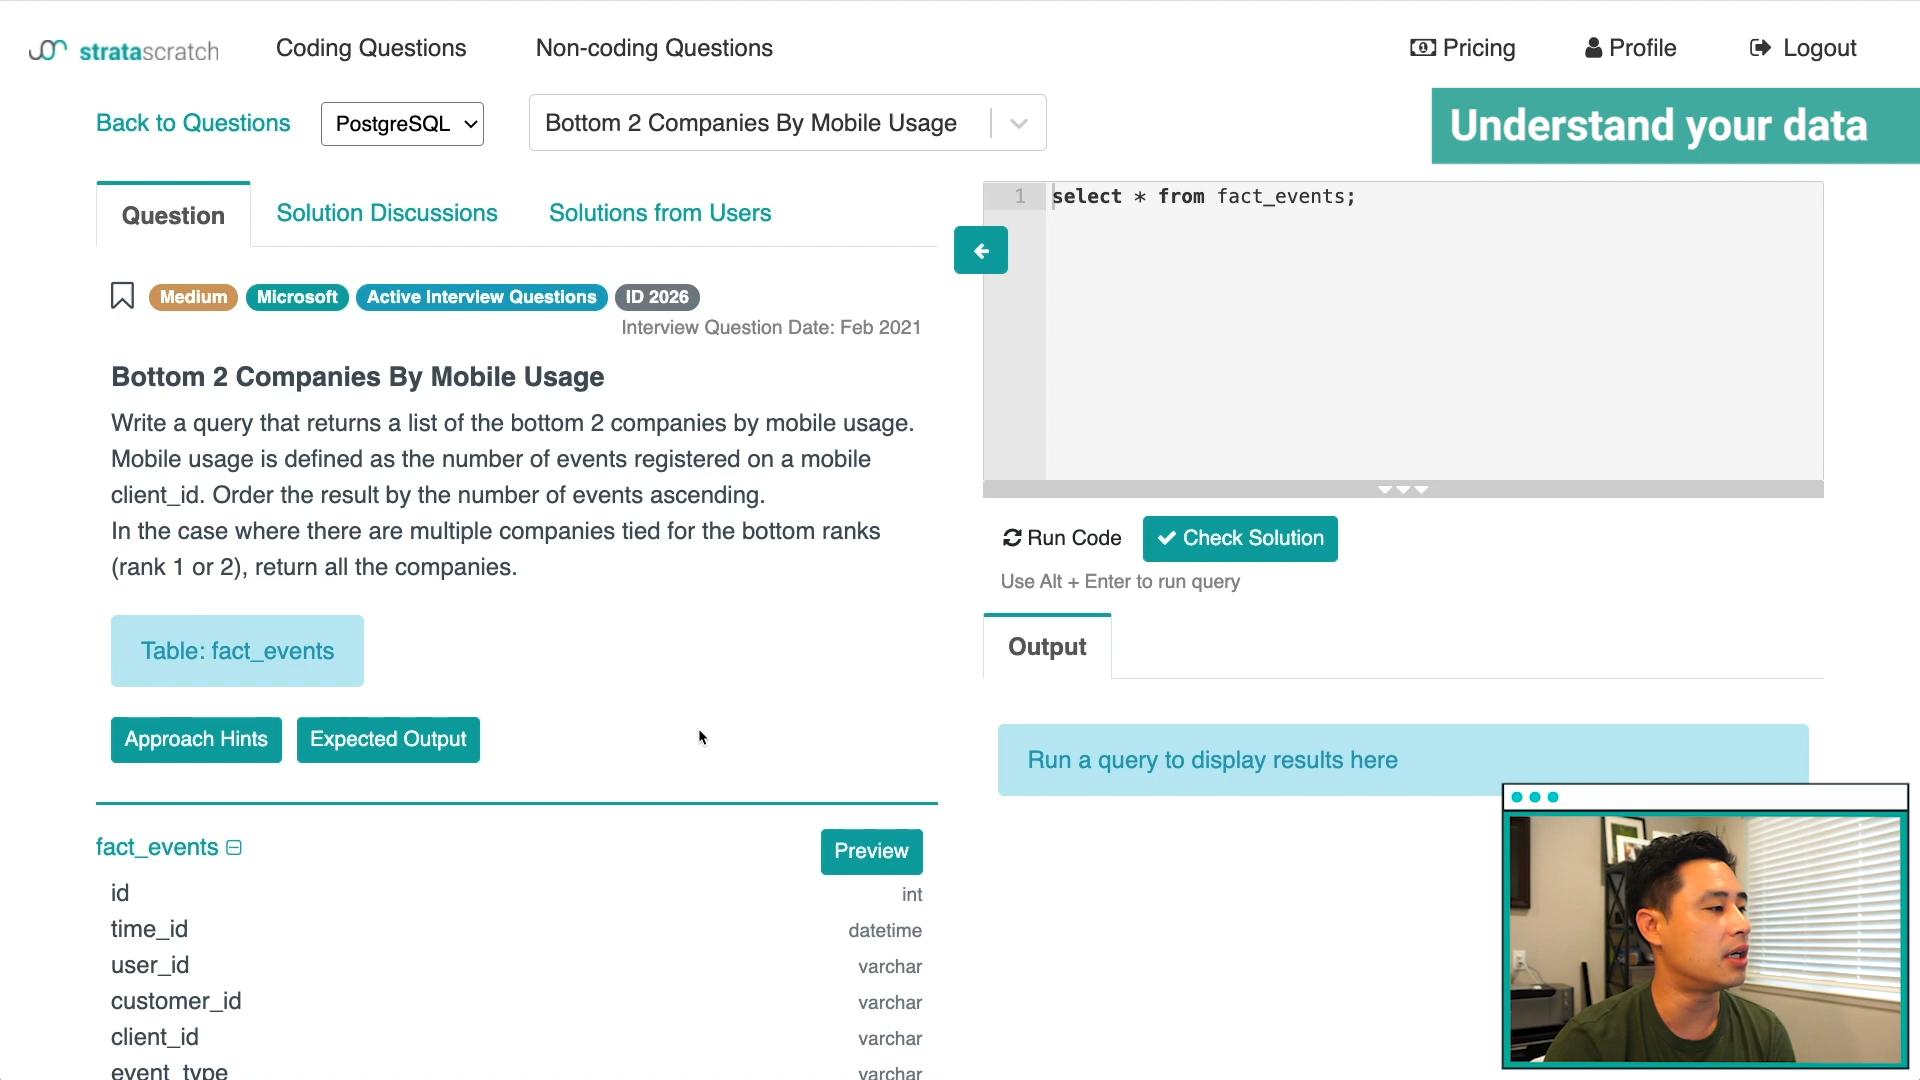 stratascratch
Coding Questions
Non-coding Questions
Pricing
Profile
Logout
Back to Questions
PostgreSQL
Bottom 2 Companies By Mobile Usage
Understand your data
Question
Solution Discussions
Solutions from Users
1 select * from fact_events;
Medium
Microsoft
Active Interview Questions
ID 2026
Interview Question Date: Feb 2021
Bottom 2 Companies By Mobile Usage
Write a query that returns a list of the bottom 2 companies by mobile usage.
Mobile usage is defined as the number of events registered on a mobile
client_id. Order the result by the number of events ascending.
In the case where there are multiple companies tied for the bottom ranks
(rank 1 or 2), return all the companies.
Table: fact_events
Approach Hints
Expected Output
Run Code
Check Solution
Use Alt + Enter to run query
Output
Run a query to display results here
fact_events
Preview
id int
time_id datetime
user_id varchar
customer_id varchar
client_id varchar
event_type varchar